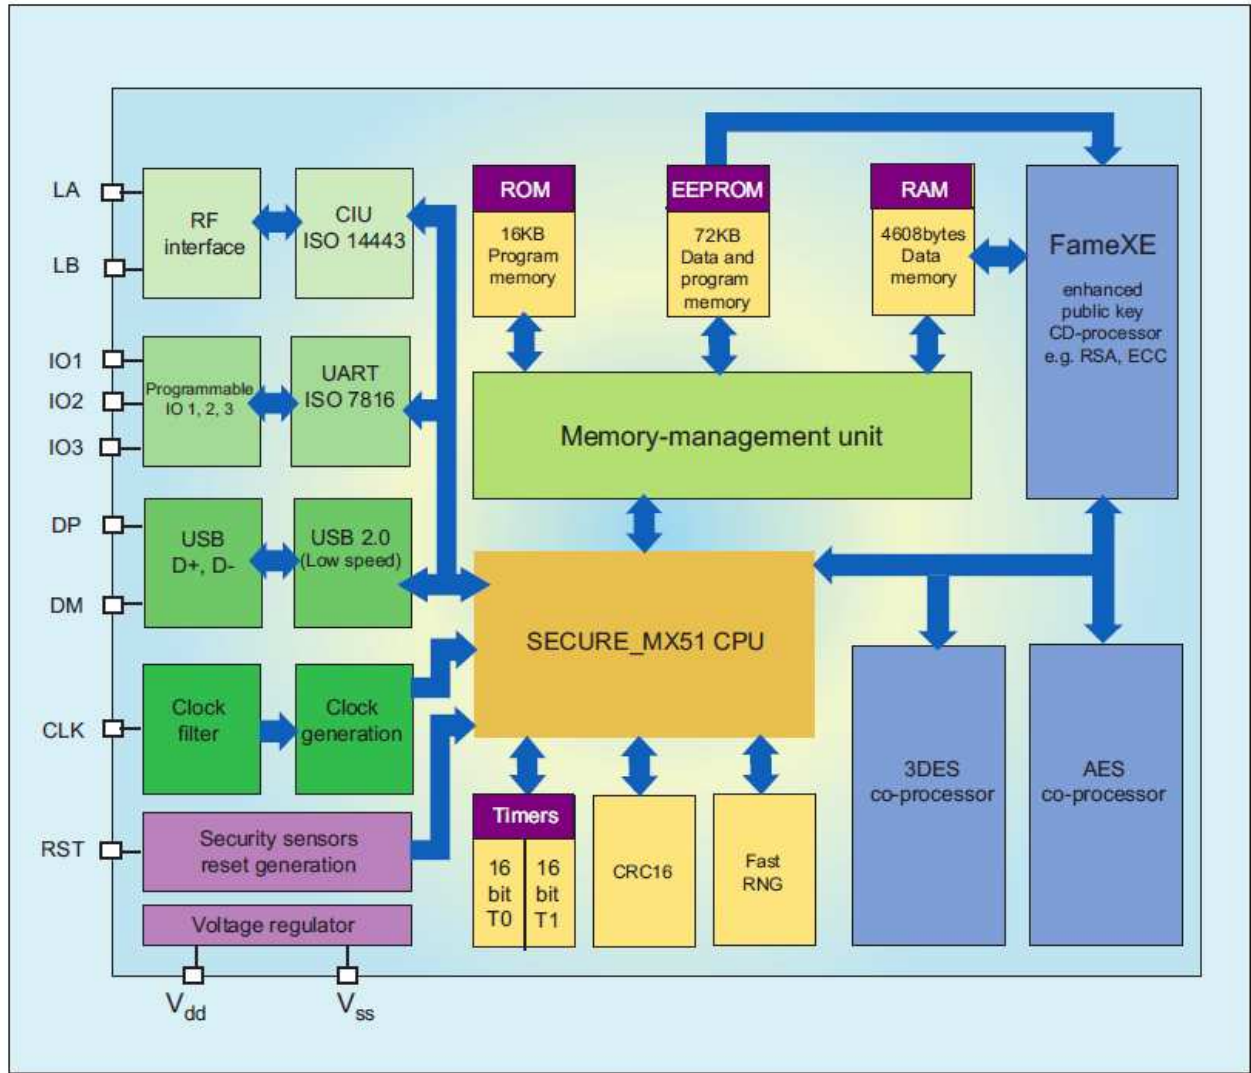 LA
LB
RF
interface
CIU
ISO 14443
ROM
16KB
Program
memory
EEPROM
72KB
Data and
program
memory
RAM
4608bytes
Data
memory
FameXE
enhanced
public key
CD-processor
e.g. RSA, ECC
IO1
IO2
IO3
Programmable
IO 1, 2, 3
UART
ISO 7816
Memory-management unit
DP
DM
USB
D+, D-
USB 2.0
(Low speed)
SECURE_MX51 CPU
CLK
Clock
filter
Clock
generation
3DES
co-processor
AES
co-processor
RST
Security sensors
reset generation
Timers
16
bit
T0
16
bit
T1
CRC16
Fast
RNG
Voltage regulator
Vdd
Vss